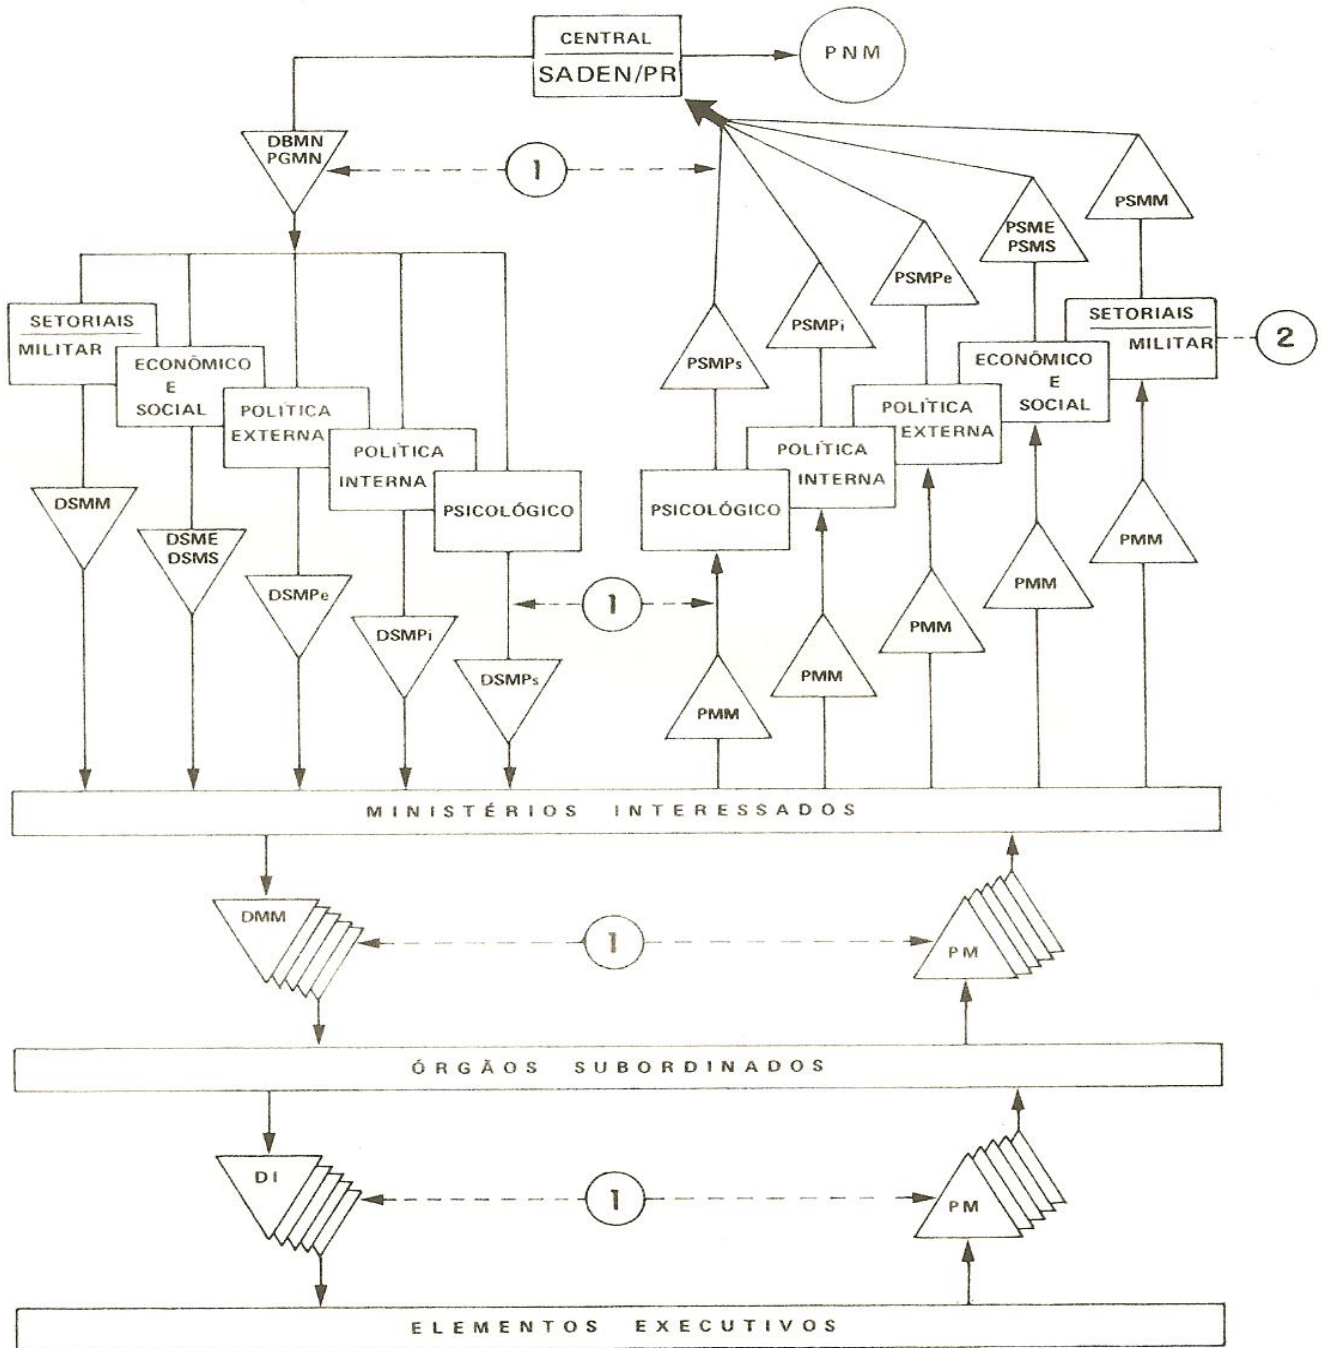 CENTRAL
SADEN/PR
PNM
DBMN
PGMN
1
PSMM
PSME
PSMS
PSMPe
PSMPi
PSMPs
SETORIAIS
MILITAR
ECONÔMICO
E
SOCIAL
POLÍTICA
EXTERNA
POLÍTICA
INTERNA
PSICOLÓGICO
SETORIAIS
MILITAR
2
ECONÔMICO
E
SOCIAL
POLÍTICA
EXTERNA
POLÍTICA
INTERNA
PSICOLÓGICO
DSMM
DSME
DSMS
DSMPe
DSMPi
DSMPs
1
PMM
PMM
PMM
PMM
PMM
MINISTÉRIOS INTERESSADOS
DMM
1
PM
ÓRGÃOS SUBORDINADOS
DI
1
PM
ELEMENTOS EXECUTIVOS